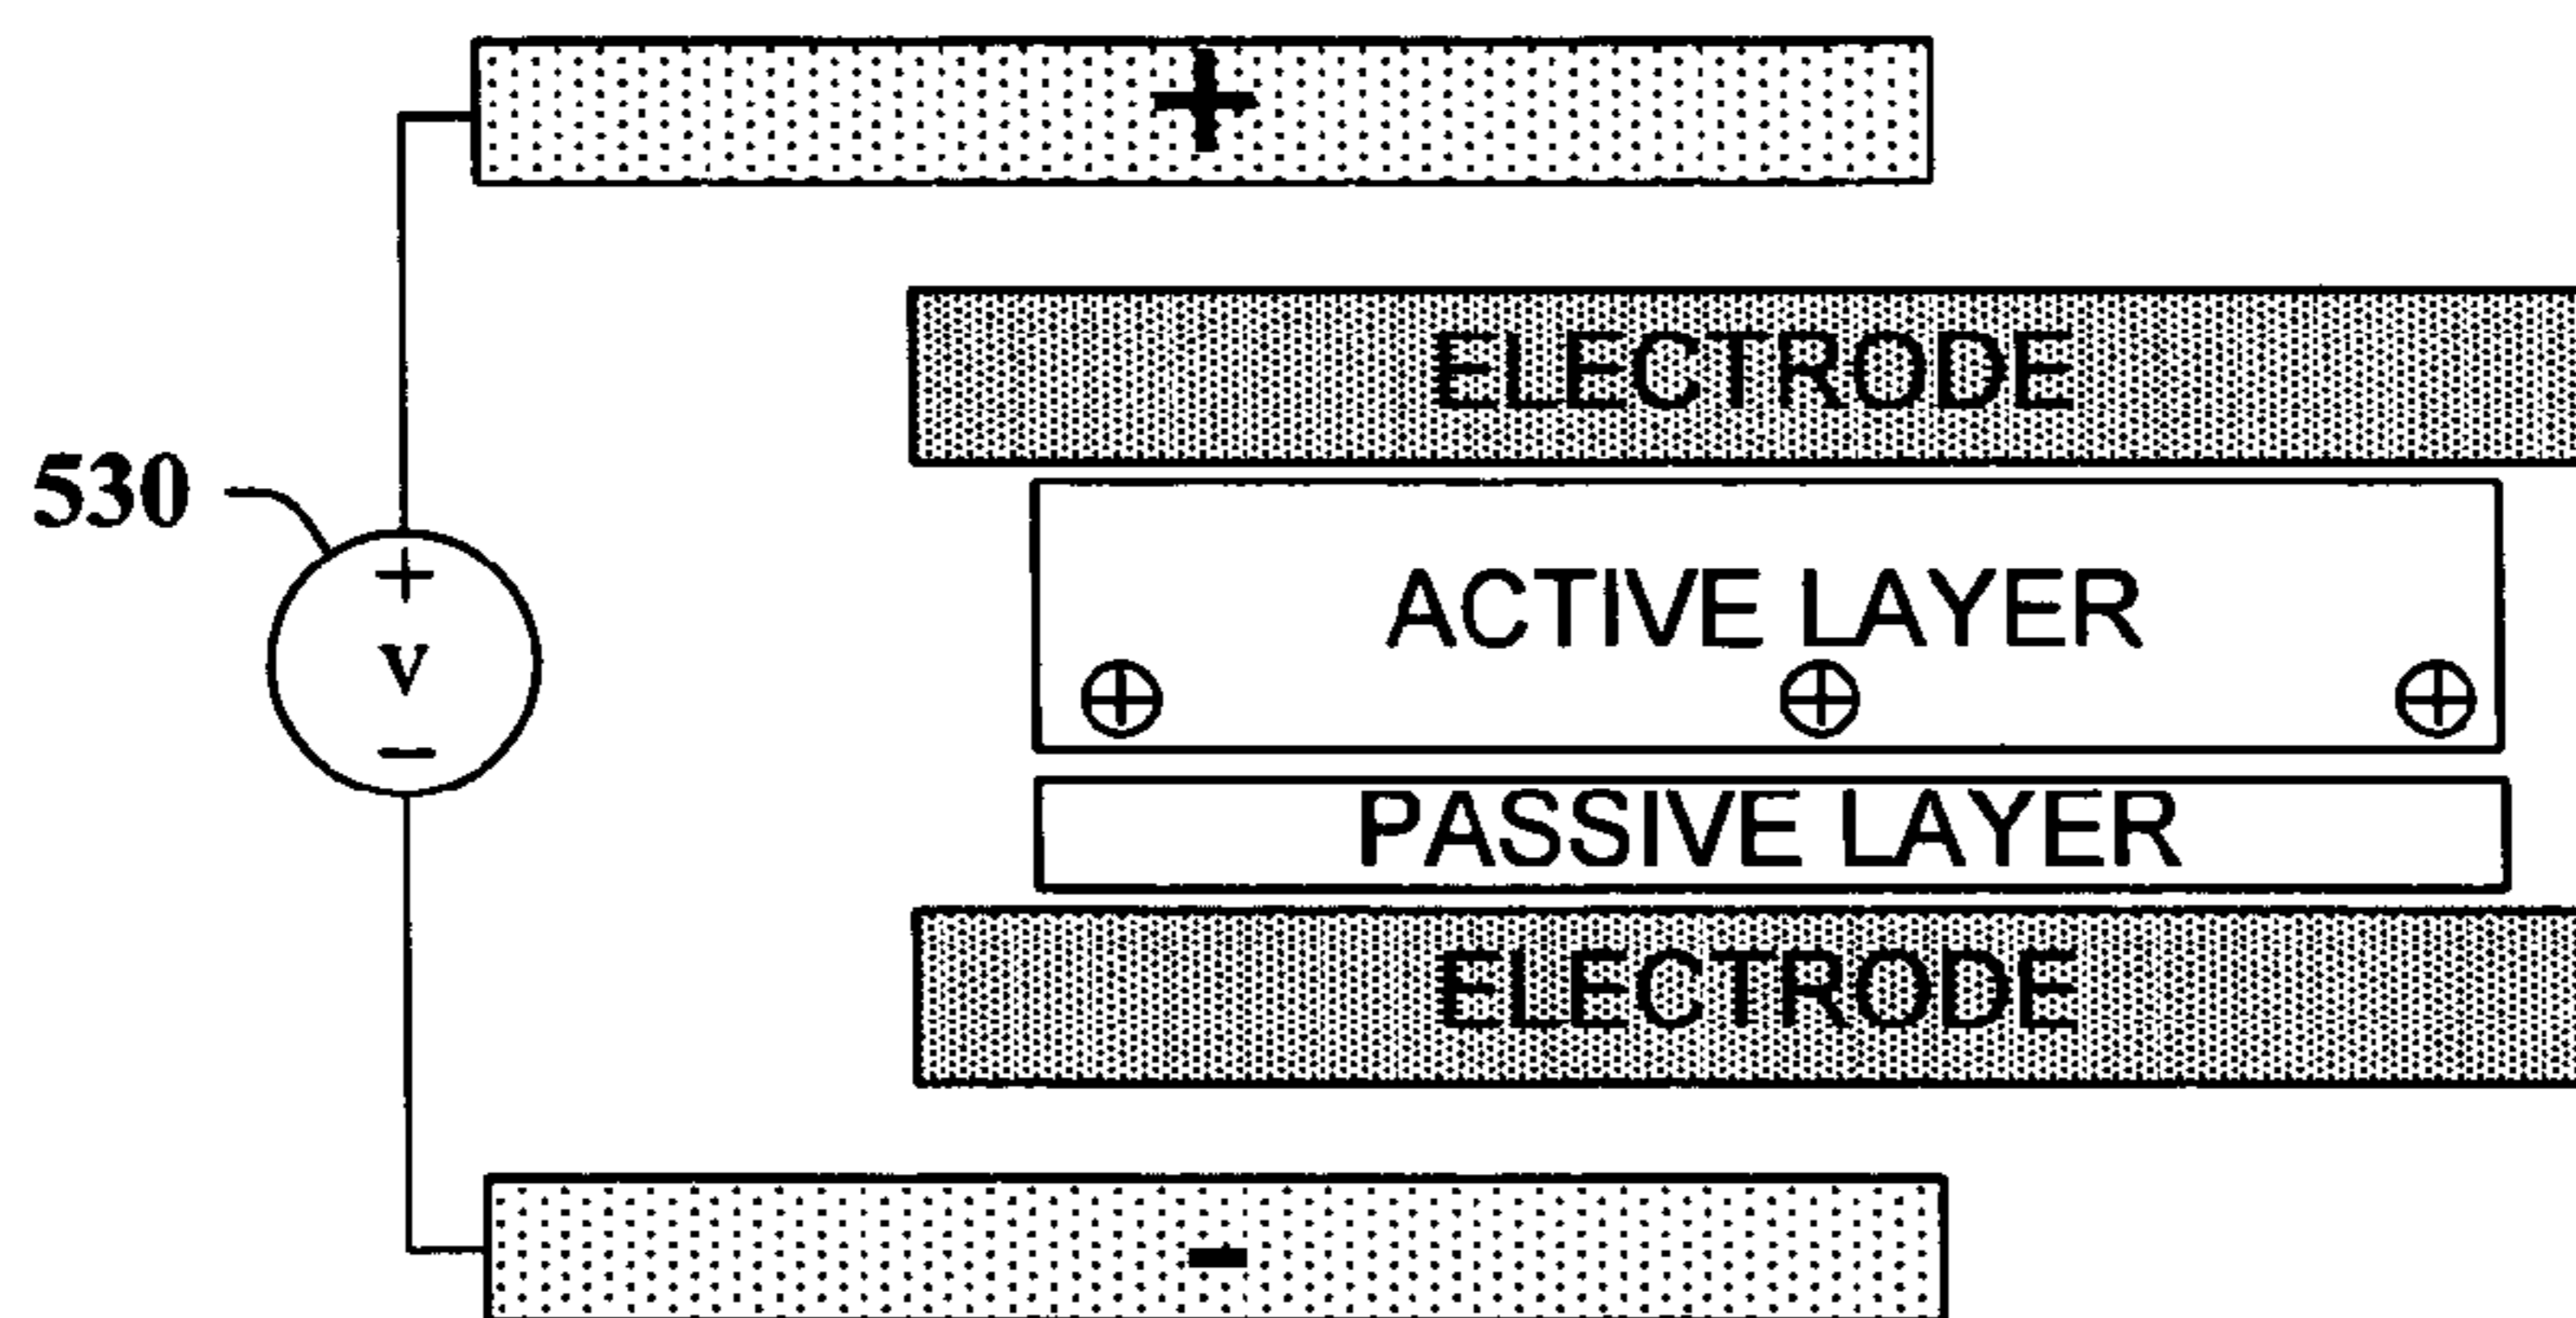 +
ELECTRODE
530
+
V
−
ACTIVE LAYER
+ + +
PASSIVE LAYER
ELECTRODE
-